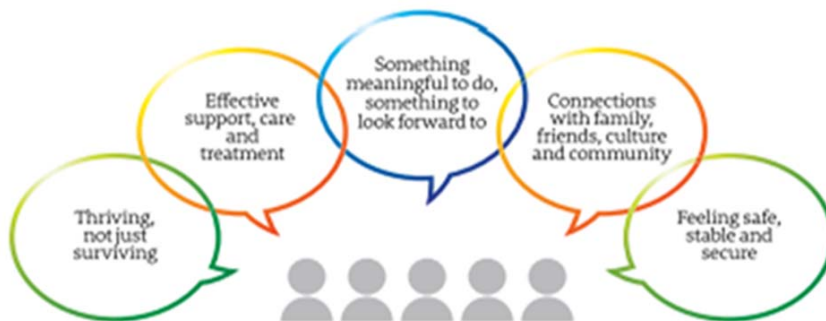 Thriving,
not just
surviving
Effective
support, care
and
treatment
Something
meaningful to do,
something to
look forward to
Connections
with family,
friends, culture
and community
Feeling safe,
stable and
secure